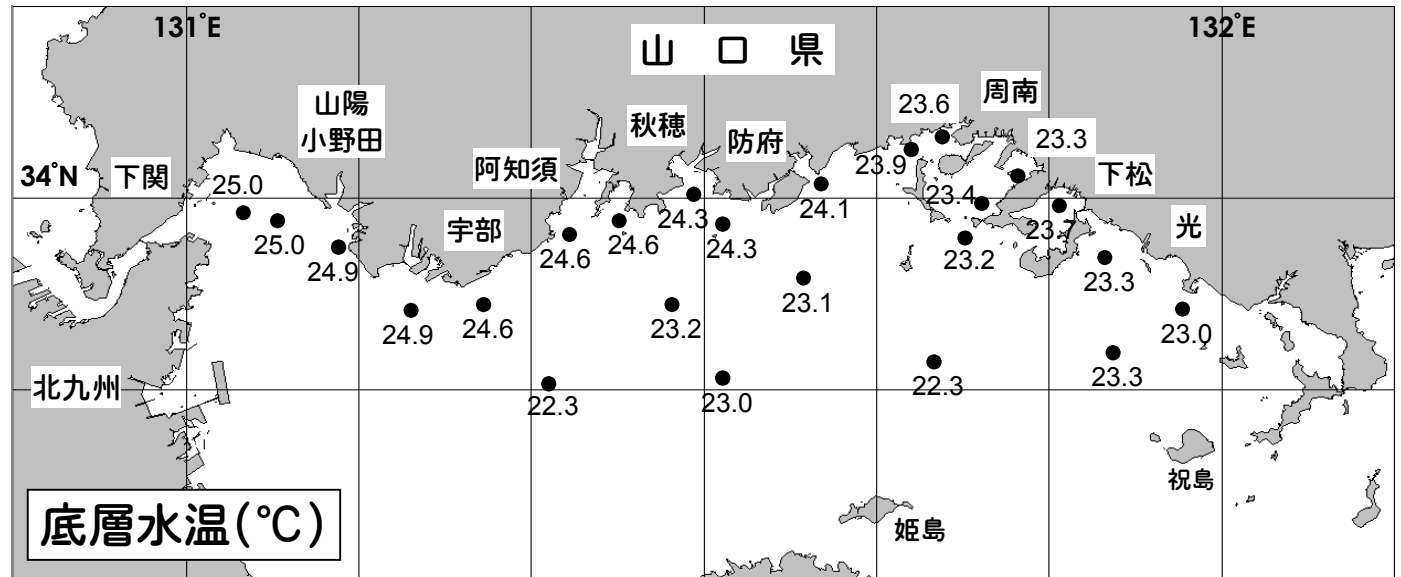 131°E
132°E
山口県
山陽
小野田
秋穂
防府
23.6
周南
23.3
34°N
下関
25.0
阿知須
23.9
下松
25.0
宇部
24.3
24.1
23.4
23.7
光
24.9
24.6
24.6
24.3
23.2
23.3
23.1
24.9
24.6
23.2
23.0
北九州
22.3
23.0
22.3
23.3
祝島
底層水温(℃)
姫島